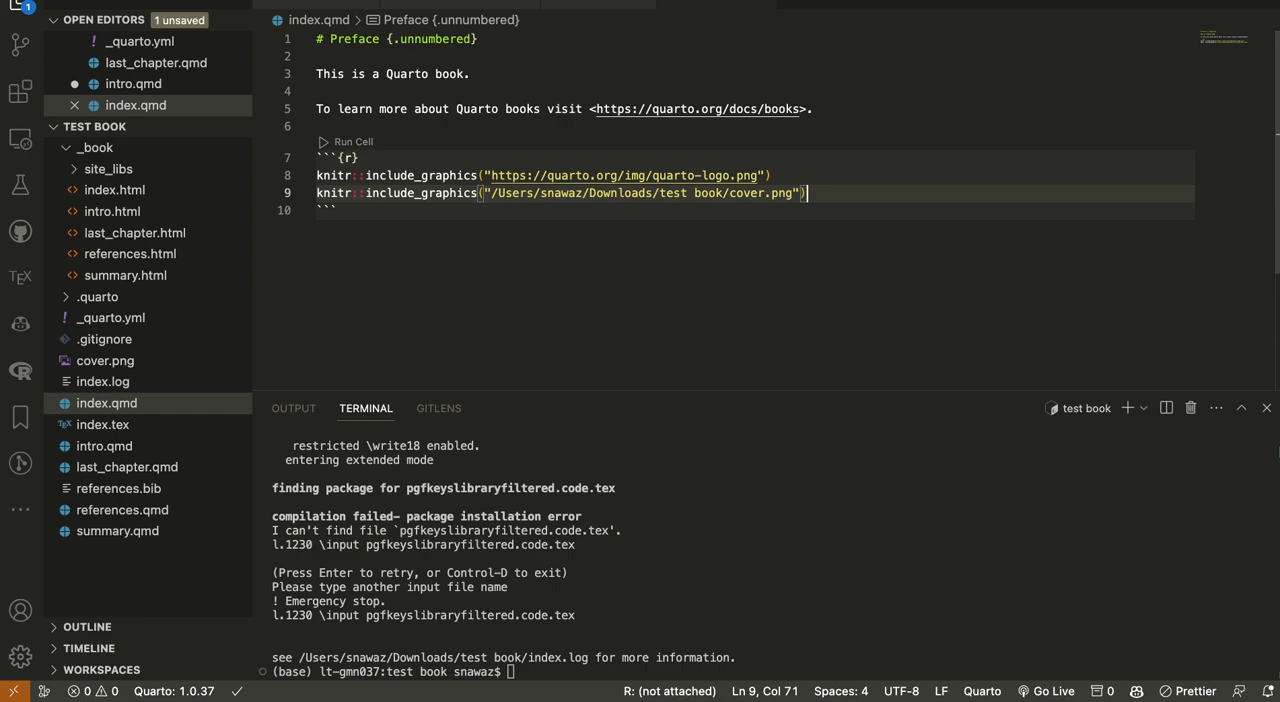 1
OPEN EDITORS 1 unsaved
! _quarto.yml
last_chapter.qmd
intro.qmd
index.qmd
TEST BOOK
_book
site_libs
index.html
intro.html
last_chapter.html
references.html
summary.html
.quarto
! _quarto.yml
.gitignore
cover.png
index.log
index.qmd
TEX index.tex
intro.qmd
last_chapter.qmd
references.bib
references.qmd
summary.qmd
OUTLINE
TIMELINE
WORKSPACES
TEX
index.qmd > Preface {.unnumbered}
1 # Preface {.unnumbered}
2
3 This is a Quarto book.
4
5 To learn more about Quarto books visit <https://quarto.org/docs/books>.
6
Run Cell
7 ```{r}
8 knitr::include_graphics("https://quarto.org/img/quarto-logo.png")
9 knitr::include_graphics("/Users/snawaz/Downloads/test book/cover.png")
10 ```
OUTPUT TERMINAL GITLENS test book
restricted \write18 enabled.
entering extended mode
finding package for pgfkeyslibraryfiltered.code.tex
compilation failed- package installation error
I can't find file `pgfkeyslibraryfiltered.code.tex'.
l.1230 \input pgfkeyslibraryfiltered.code.tex
(Press Enter to retry, or Control-D to exit)
Please type another input file name
! Emergency stop.
l.1230 \input pgfkeyslibraryfiltered.code.tex
see /Users/snawaz/Downloads/test book/index.log for more information.
(base) lt-gmn037:test book snawaz$
0 0 Quarto: 1.0.37 R: (not attached) Ln 9, Col 71 Spaces: 4 UTF-8 LF Quarto Go Live 0 Prettier